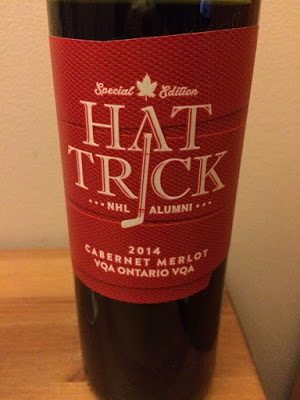 Special Edition
HAT
TRICK
NHL ALUMNI
2014
CABERNET MERLOT
VQA ONTARIO VQA